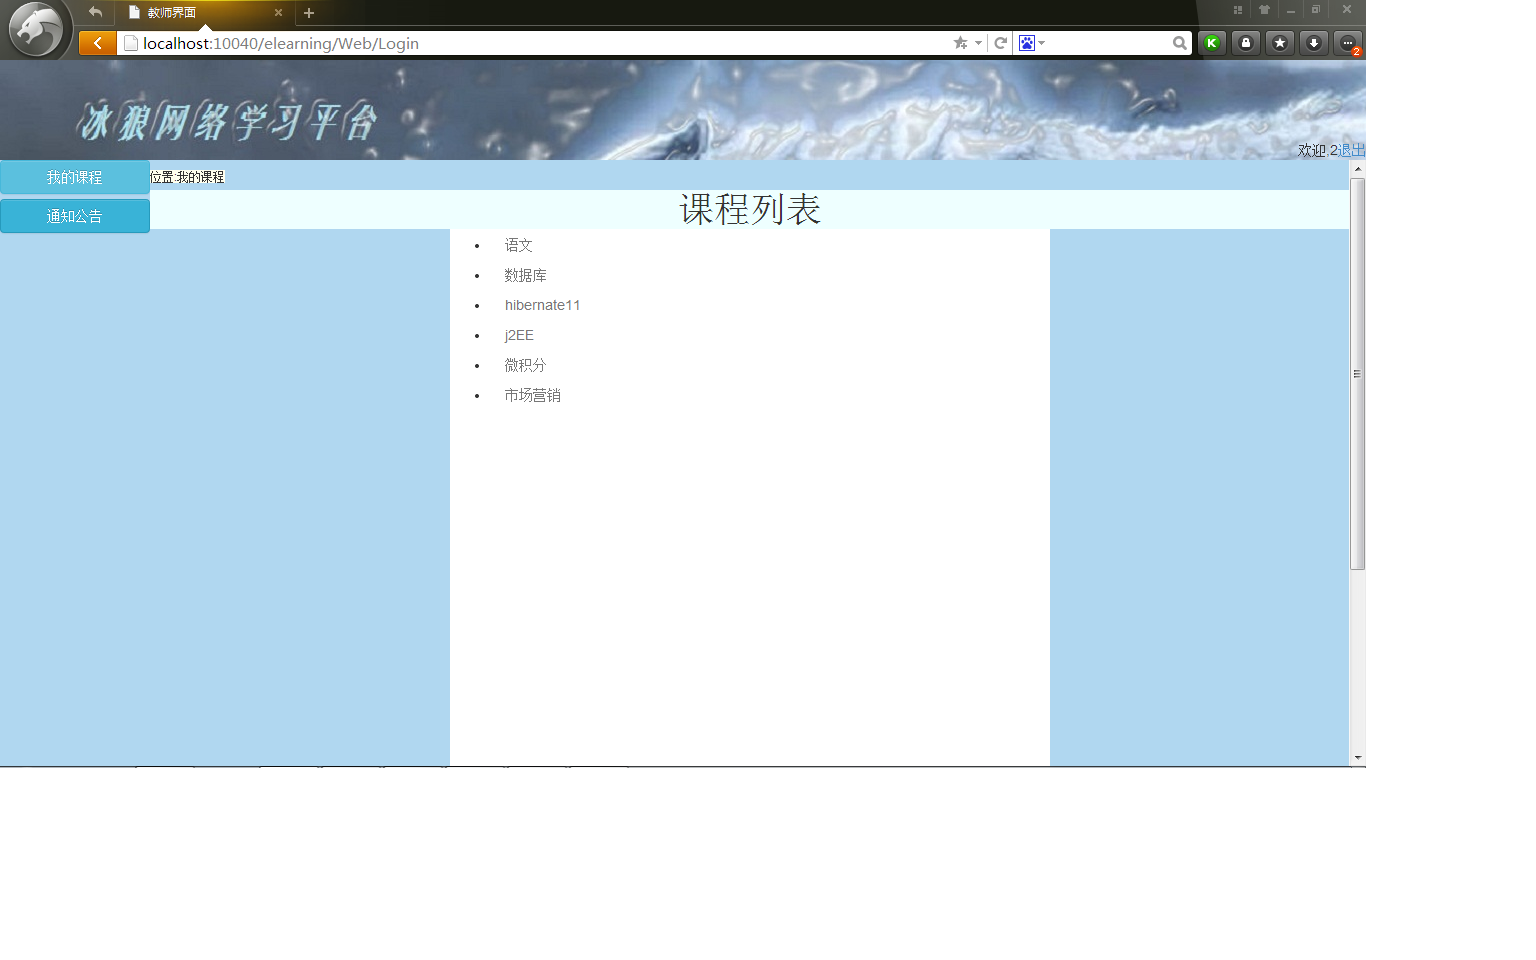 教师界面
localhost:10040/elearning/Web/Login
2
冰狼网络学习平台
欢迎,2退出
我的课程
位置:我的课程
通知公告
课程列表
• 语文
• 数据库
• hibernate11
• j2EE
• 微积分
• 市场营销